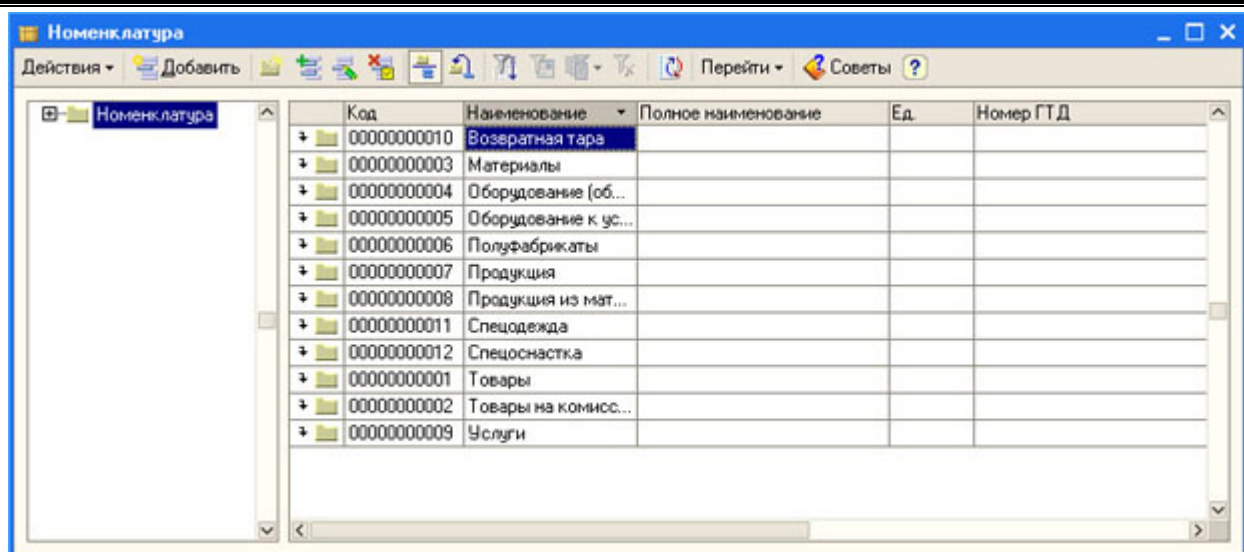 Номенклатура
Действия Добавить Перейти Советы ?
Номенклатура
Код Наименование Полное наименование Ед. Номер ГТД
00000000010 Возвратная тара
00000000003 Материалы
00000000004 Оборудование (об...
00000000005 Оборудование к ус...
00000000006 Полуфабрикаты
00000000007 Продукция
00000000008 Продукция из мат...
00000000011 Спецодежда
00000000012 Спецоснастка
00000000001 Товары
00000000002 Товары на комисс...
00000000009 Услуги